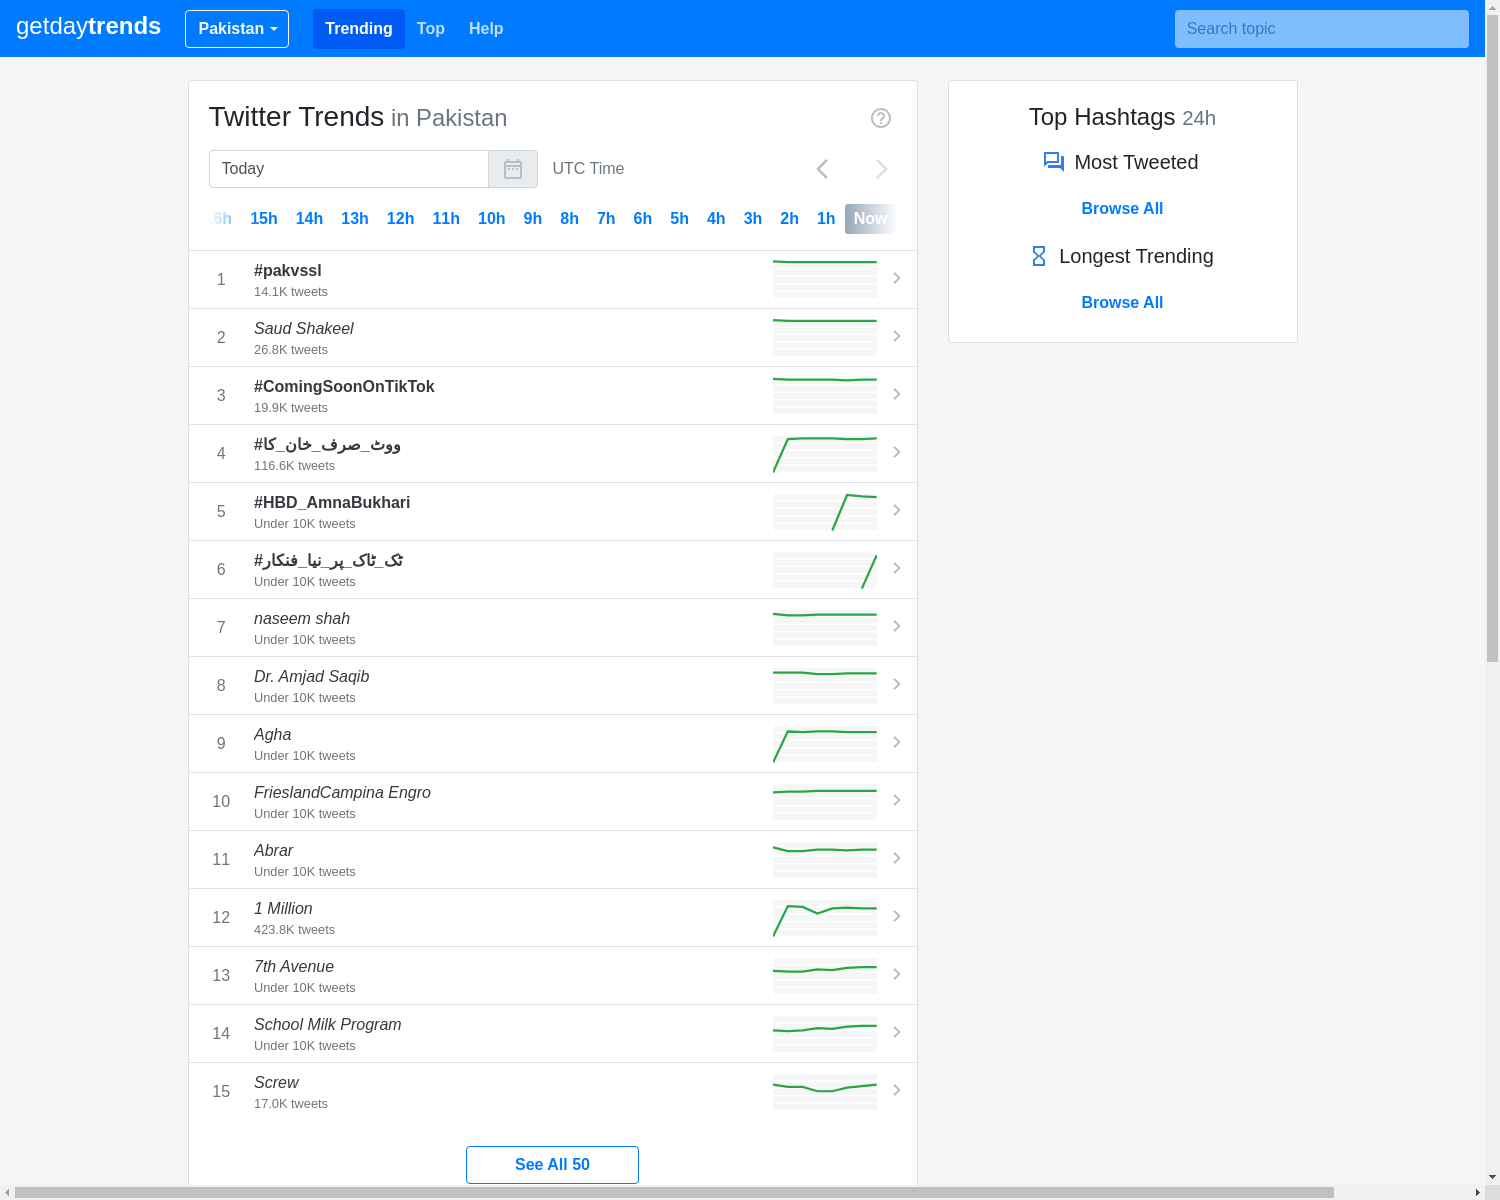 getdaytrends Pakistan Trending Top Help Search topic
Twitter Trends in Pakistan
Today UTC Time
6h 15h 14h 13h 12h 11h 10h 9h 8h 7h 6h 5h 4h 3h 2h 1h Now
1 #pakvssl
14.1K tweets
2 Saud Shakeel
26.8K tweets
3 #ComingSoonOnTikTok
19.9K tweets
4 #ووٹ_صرف_خان_کا
116.6K tweets
5 #HBD_AmnaBukhari
Under 10K tweets
6 #ٹک_ٹاک_پر_نیا_فنکار
Under 10K tweets
7 naseem shah
Under 10K tweets
8 Dr. Amjad Saqib
Under 10K tweets
9 Agha
Under 10K tweets
10 FrieslandCampina Engro
Under 10K tweets
11 Abrar
Under 10K tweets
12 1 Million
423.8K tweets
13 7th Avenue
Under 10K tweets
14 School Milk Program
Under 10K tweets
15 Screw
17.0K tweets
See All 50
Top Hashtags 24h
Most Tweeted
Browse All
Longest Trending
Browse All